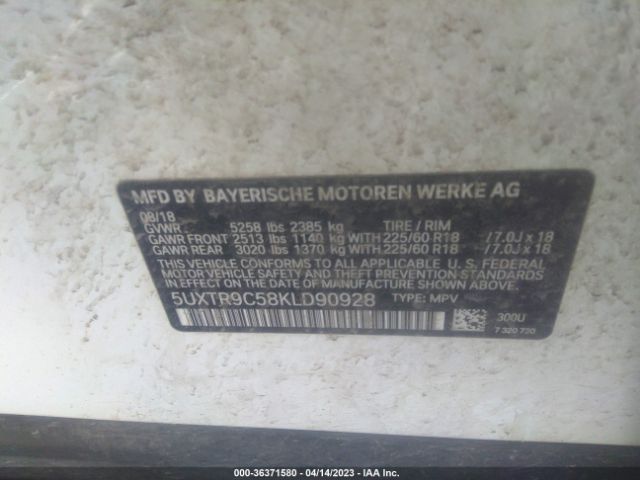 MFD BY BAYERISCHE MOTOREN WERKE AG
08/18
GVWR 5258 lbs 2385 kg TIRE / RIM
GAWR FRONT 2513 lbs 1140 kg WITH 225/60 R18 /7.0J x 18
GAWR REAR 3020 lbs 1370 kg WITH 225/60 R18 /7.0J x 18
THIS VEHICLE CONFORMS TO ALL APPLICABLE U. S. FEDERAL
MOTOR VEHICLE SAFETY AND THEFT PREVENTION STANDARDS
IN EFFECT ON THE DATE OF MANUFACTURE SHOWN ABOVE.
5UXTR9C58KLD90928 TYPE: MPV
300U
7 320 720
000-36371580 - 04/14/2023 - IAA Inc.